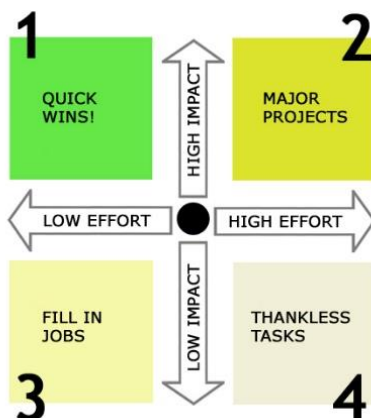 1
2
QUICK
WINS!
HIGH IMPACT
MAJOR
PROJECTS
LOW EFFORT
HIGH EFFORT
FILL IN
JOBS
LOW IMPACT
THANKLESS
TASKS
3
4